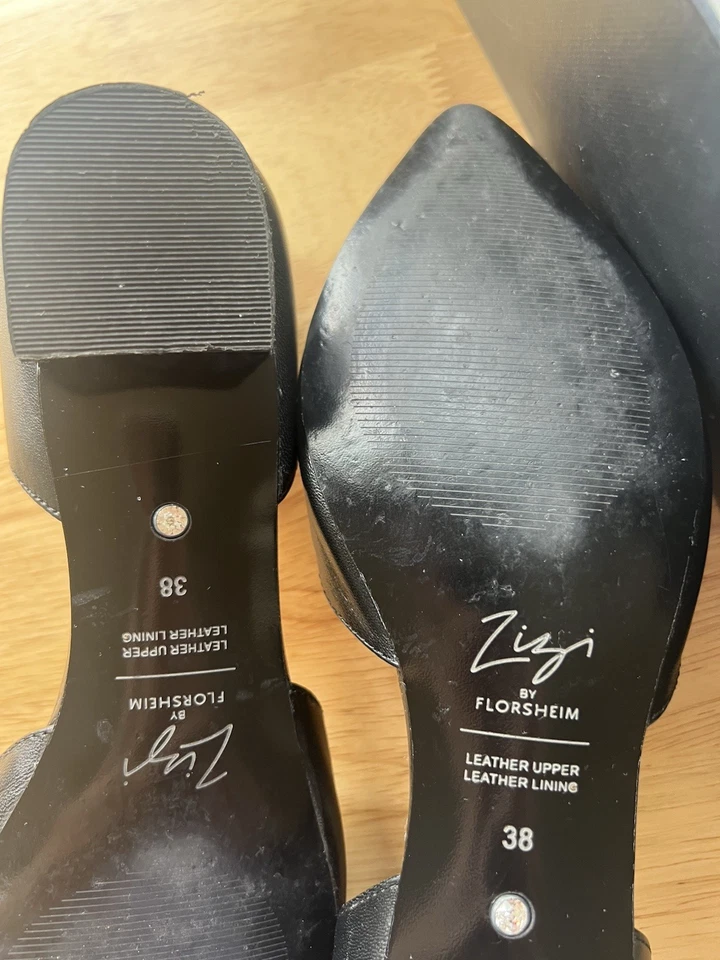 Zizi
BY
FLORSHEIM
LEATHER UPPER
LEATHER LINING
38
Zizi
BY
FLORSHEIM
LEATHER UPPER
LEATHER LINING
38